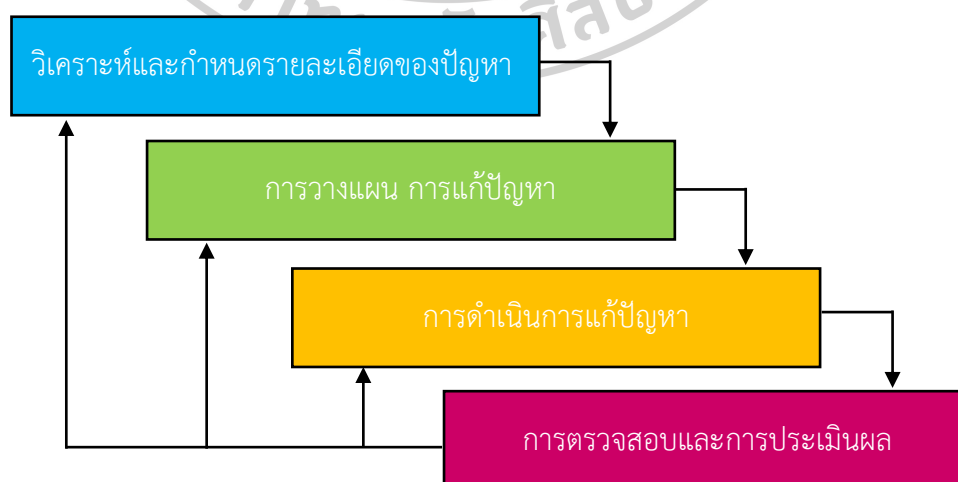 วิเคราะห์และกำหนดรายละเอียดของปัญหา
การวางแผน การแก้ปัญหา
การดำเนินการแก้ปัญหา
การตรวจสอบและการประเมินผล